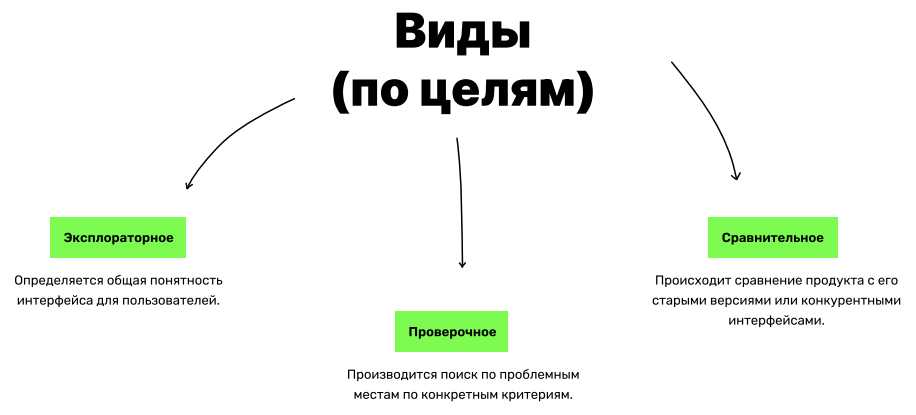 Виды
(по целям)
Эксплораторное
Определяется общая понятность
интерфейса для пользователей.
Проверочное
Производится поиск по проблемным
местам по конкретным критериям.
Сравнительное
Происходит сравнение продукта с его
старыми версиями или конкурентными
интерфейсами.